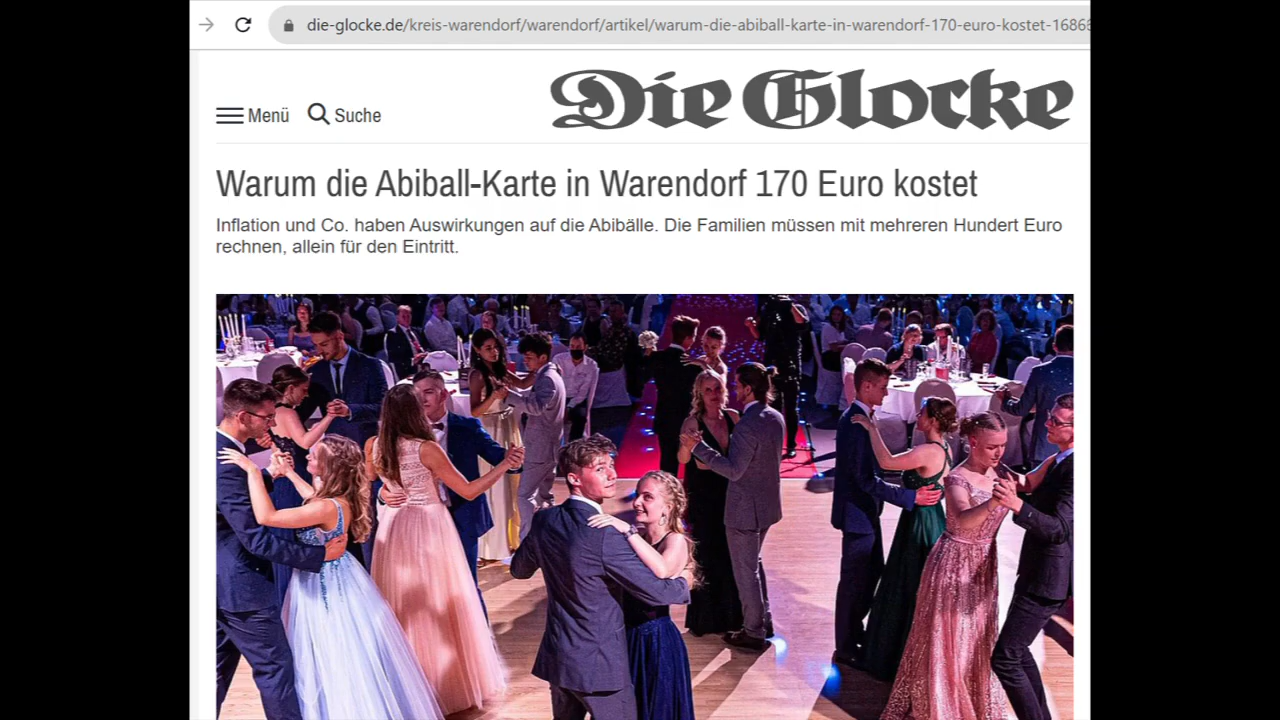 die-glocke.de/kreis-warendorf/warendorf/artikel/warum-die-abiball-karte-in-warendorf-170-euro-kostet-1686
Menü Suche
Die Glocke
Warum die Abiball-Karte in Warendorf 170 Euro kostet
Inflation und Co. haben Auswirkungen auf die Abibälle. Die Familien müssen mit mehreren Hundert Euro
rechnen, allein für den Eintritt.